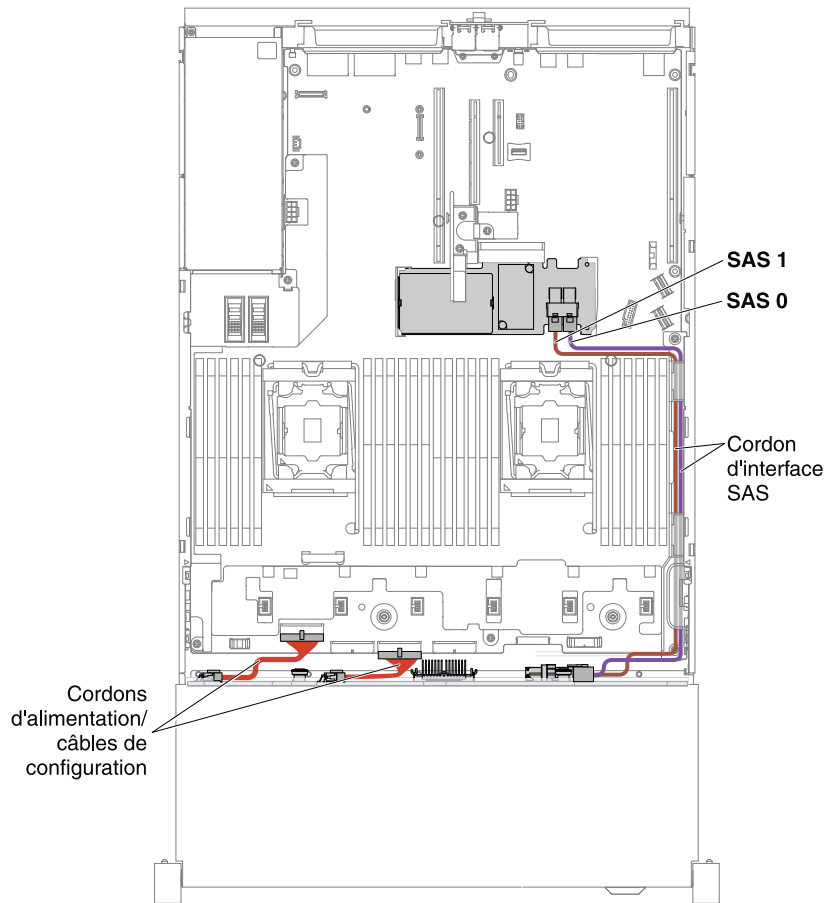 SAS 1
SAS 0
Cordon
d'interface
SAS
Cordons
d'alimentation/
câbles de
configuration